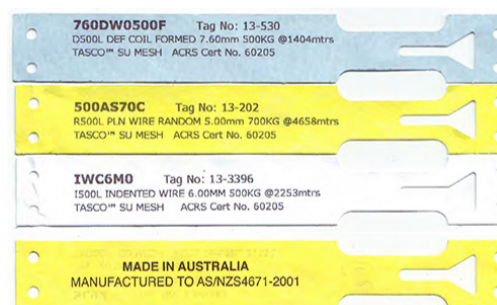 760DW0500F Tag No: 13-530
D500L DEF COIL FORMED 7.60mm 500KG @1404mtrs
TASCO™ SU MESH ACRS Cert No. 60205
500AS70C Tag No: 13-202
R500L PLN WIRE RANDOM 5.00mm 700KG @4658mtrs
TASCO™ SU MESH ACRS Cert No. 60205
IWC6M0 Tag No: 13-3396
I500L INDENTED WIRE 6.00MM 500KG @2253mtrs
TASCO™ SU MESH ACRS Cert No. 60205
MADE IN AUSTRALIA
MANUFACTURED TO AS/NZS4671-2001